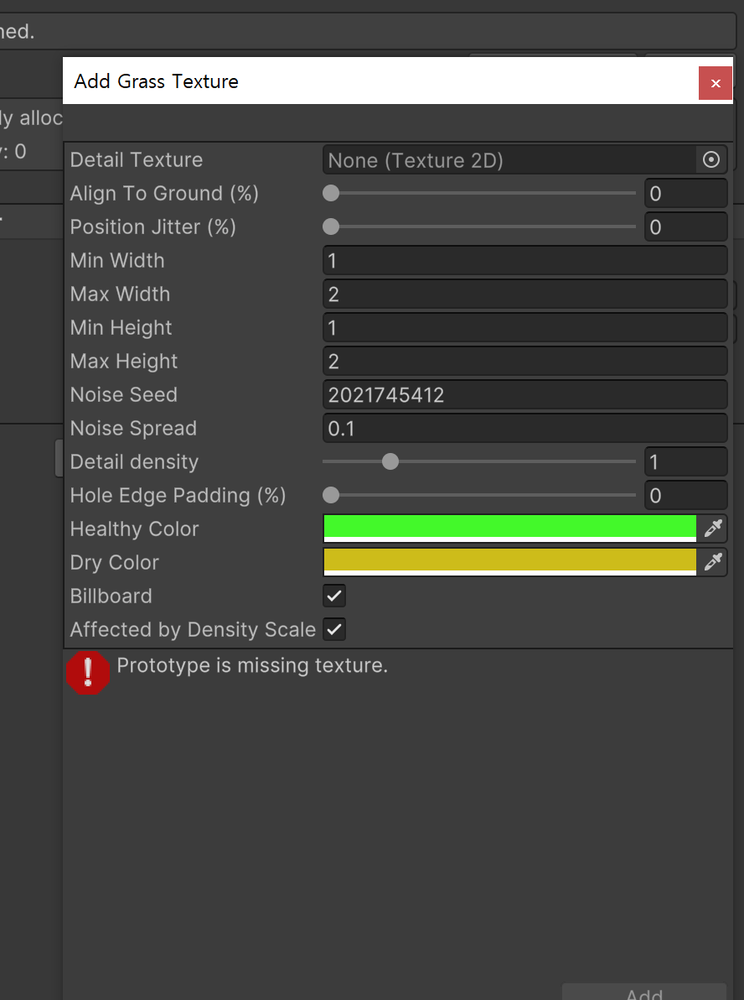 ned.
Add Grass Texture
ly alloc
y: 0
Detail Texture None (Texture 2D)
Align To Ground (%) 0
Position Jitter (%) 0
Min Width 1
Max Width 2
Min Height 1
Max Height 2
Noise Seed 2021745412
Noise Spread 0.1
Detail density 1
Hole Edge Padding (%) 0
Healthy Color
Dry Color
Billboard
Affected by Density Scale
Prototype is missing texture.
Add